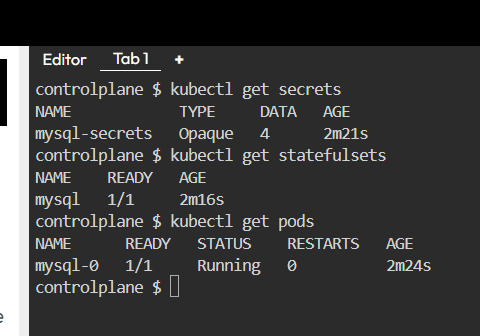 Editor Tab 1 +
controlplane $ kubectl get secrets
NAME TYPE DATA AGE
mysql-secrets Opaque 4 2m21s
controlplane $ kubectl get statefulsets
NAME READY AGE
mysql 1/1 2m16s
controlplane $ kubectl get pods
NAME READY STATUS RESTARTS AGE
mysql-0 1/1 Running 0 2m24s
controlplane $
e